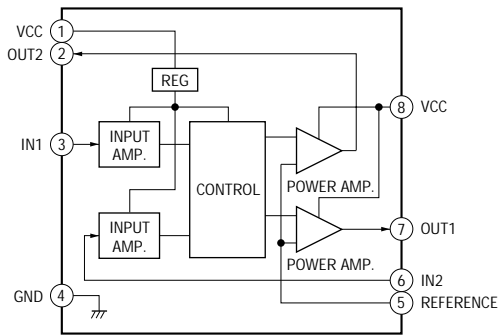 VCC 1
OUT2 2
REG
8 VCC
IN1 3
INPUT
AMP.
CONTROL
POWER AMP.
INPUT
AMP.
7 OUT1
POWER AMP.
6 IN2
GND 4
5 REFERENCE